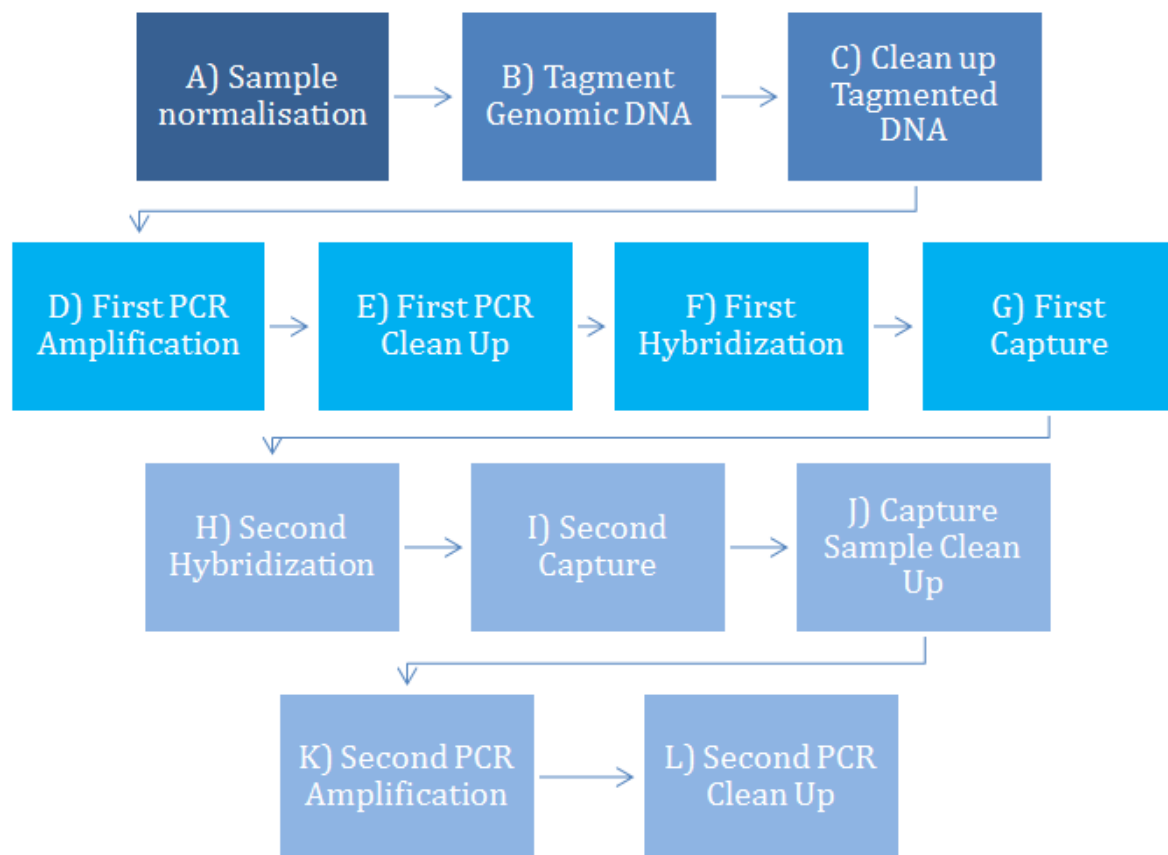 A) Sample
normalisation
B) Tagment
Genomic DNA
C) Clean up
Tagmented
DNA
D) First PCR
Amplification
E) First PCR
Clean Up
F) First
Hybridization
G) First
Capture
H) Second
Hybridization
I) Second
Capture
J) Capture
Sample Clean
Up
K) Second PCR
Amplification
L) Second PCR
Clean Up